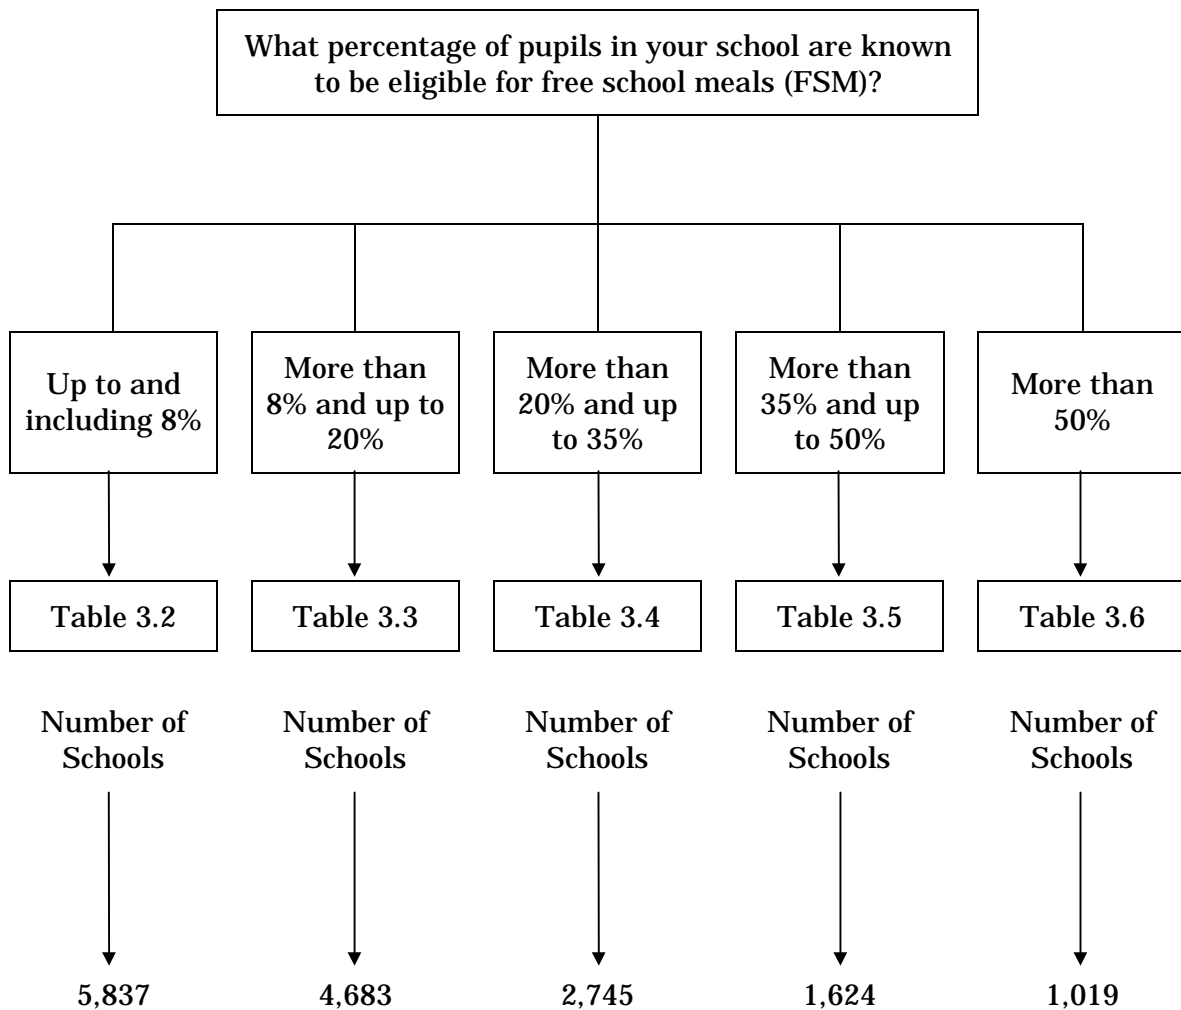 What percentage of pupils in your school are known
to be eligible for free school meals (FSM)?
Up to and
including 8%
More than
8% and up to
20%
More than
20% and up
to 35%
More than
35% and up
to 50%
More than
50%
Table 3.2
Table 3.3
Table 3.4
Table 3.5
Table 3.6
Number of
Schools
Number of
Schools
Number of
Schools
Number of
Schools
Number of
Schools
5,837
4,683
2,745
1,624
1,019